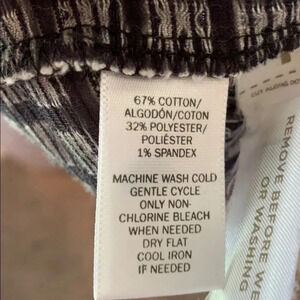 67% COTTON/
ALGODÓN/COTON
32% POLYESTER/
POLIÉSTER
1% SPANDEX
MACHINE WASH COLD
GENTLE CYCLE
ONLY NON-
CHLORINE BLEACH
WHEN NEEDED
DRY FLAT
COOL IRON
IF NEEDED
REMOVE BEFORE WE
OR WASHING